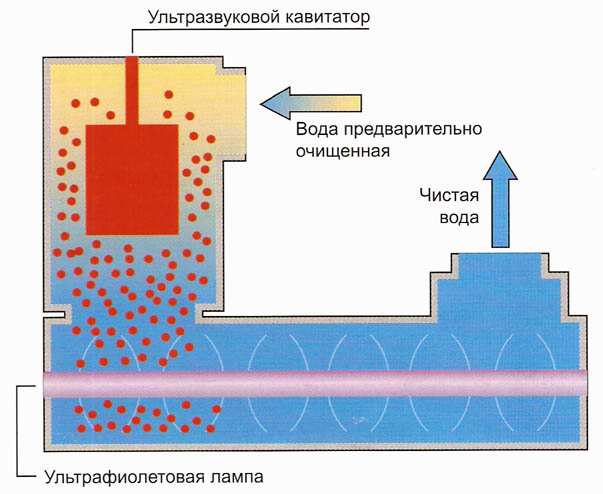 Ультразвуковой кавитатор
Вода предварительно
очищенная
Чистая
вода
Ультрафиолетовая лампа